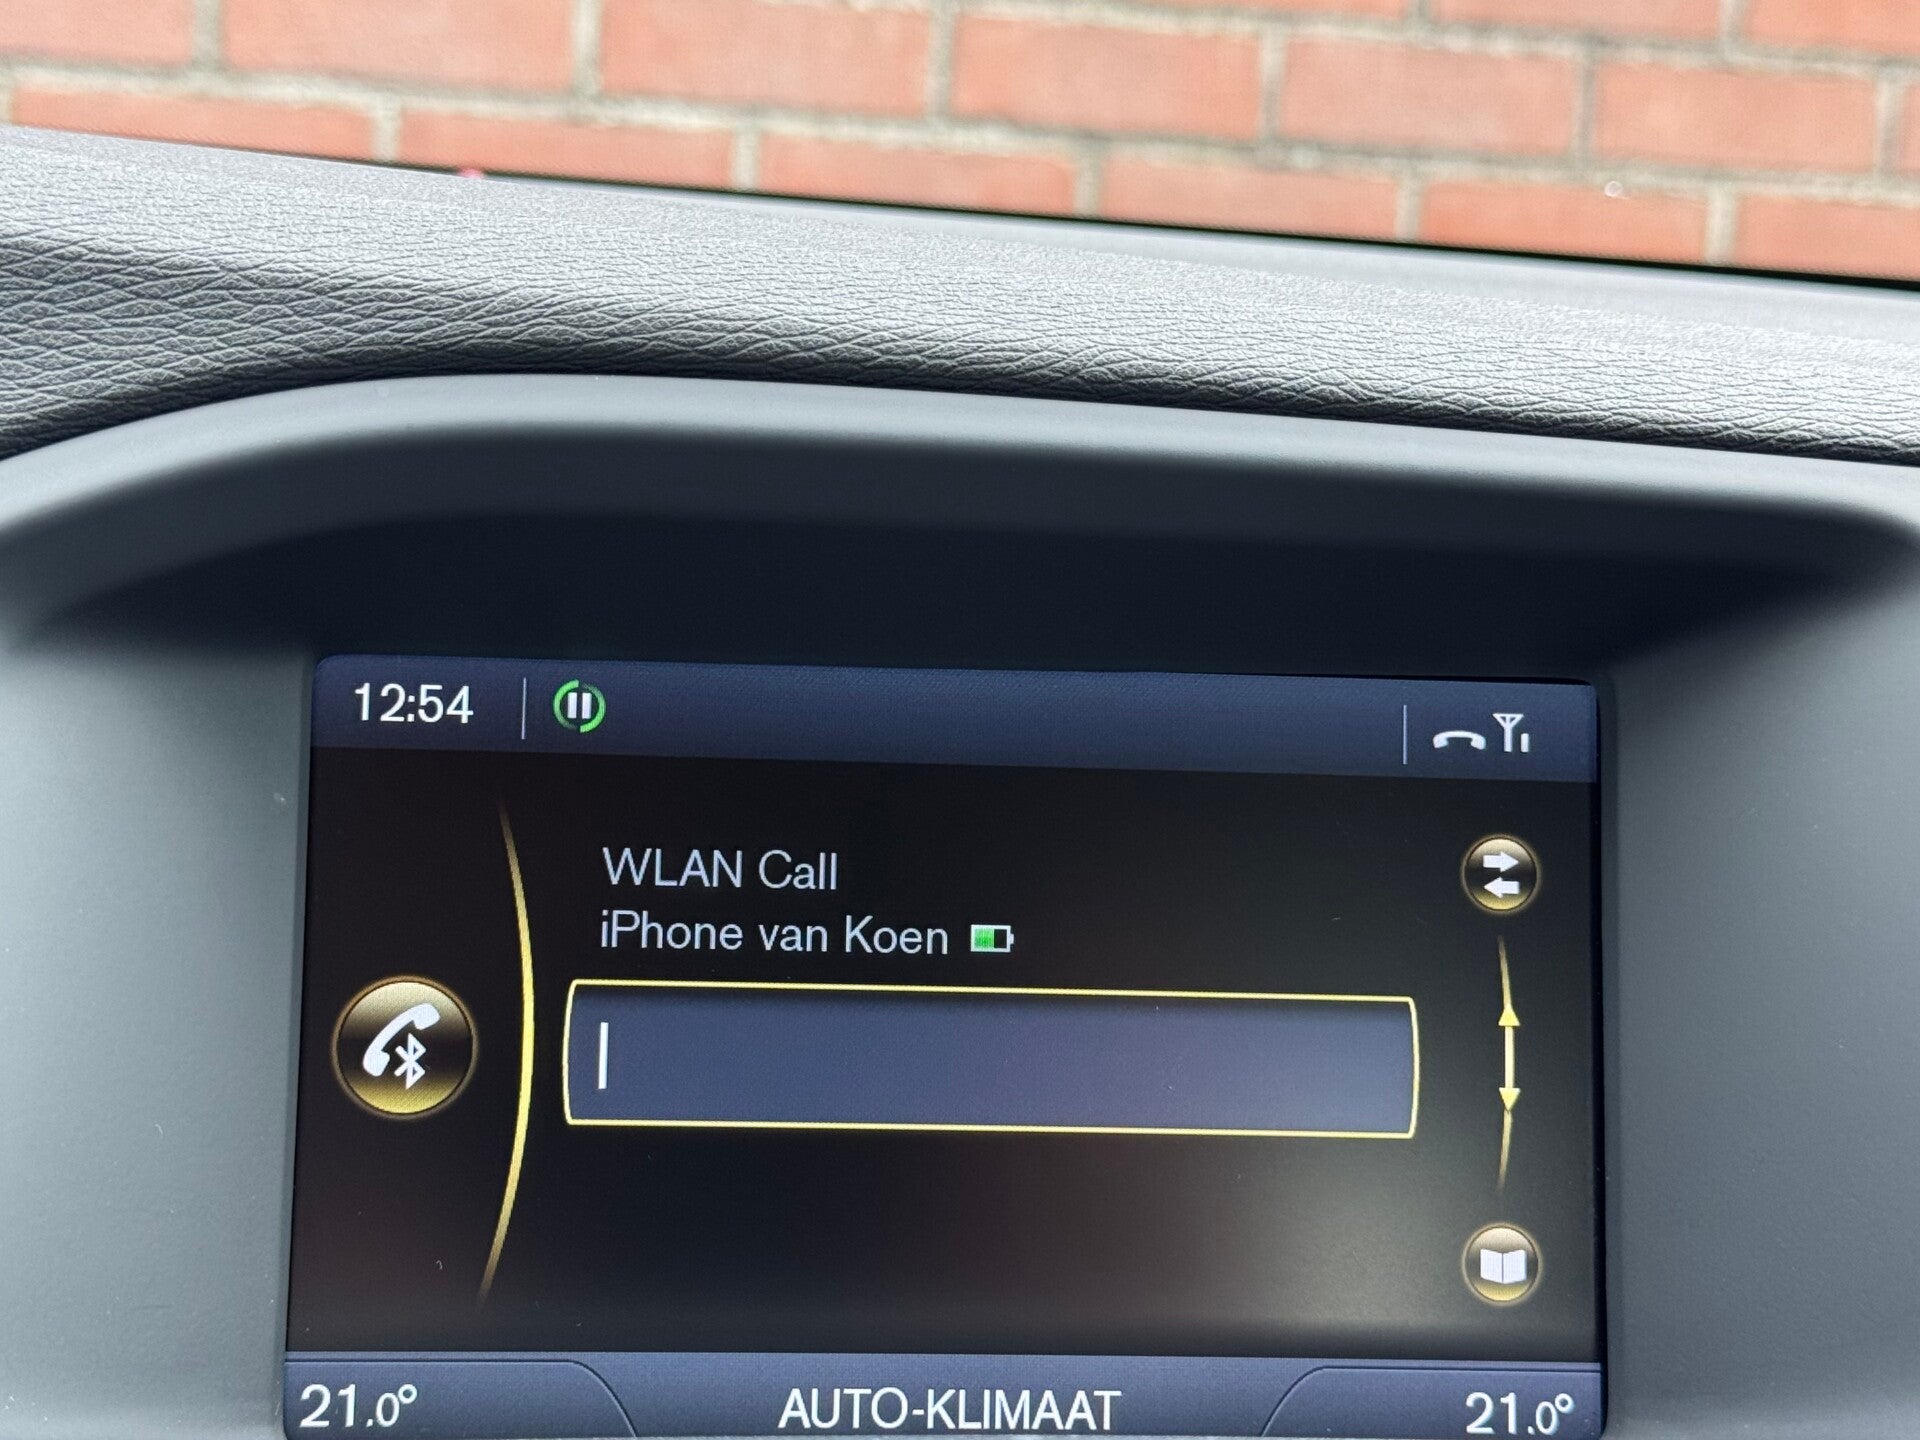 12:54
WLAN Call
iPhone van Koen
21.0°
AUTO-KLIMAAT
21.0°